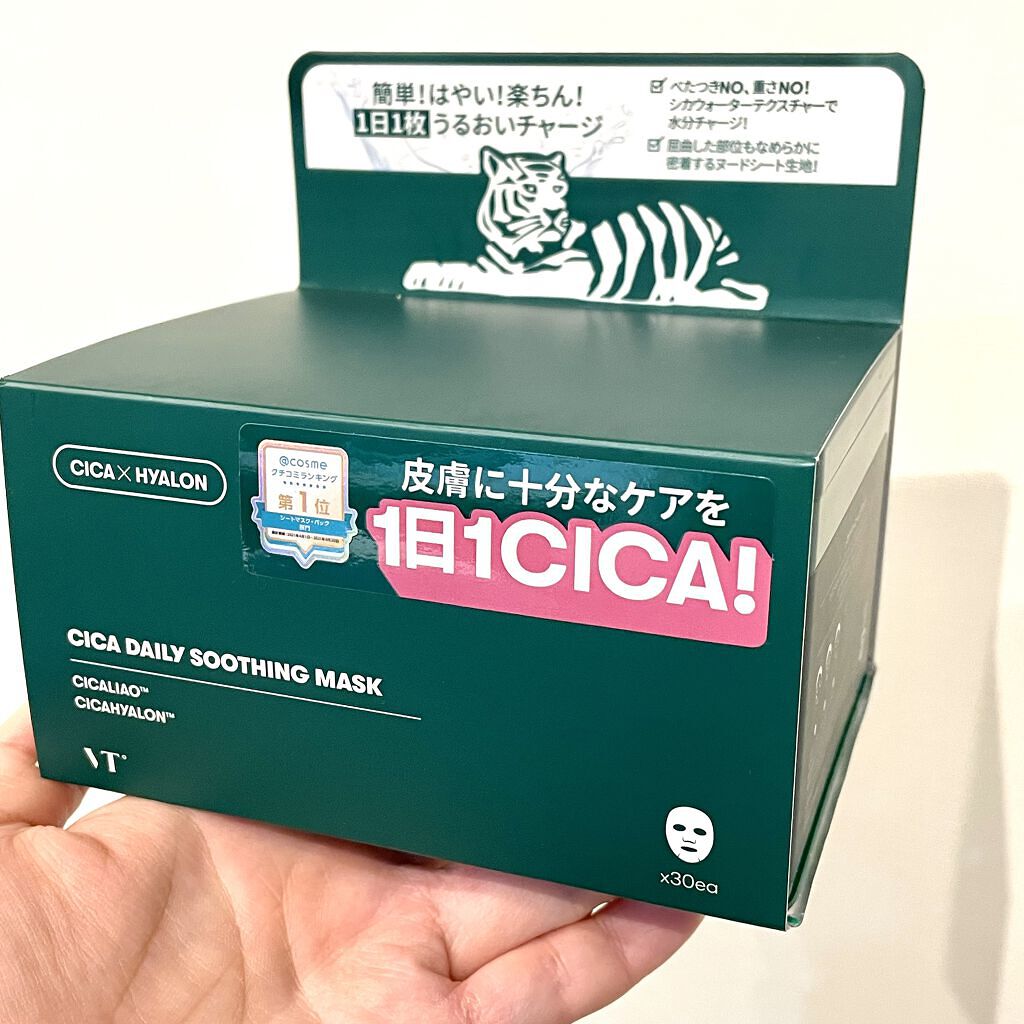 簡単！はやい！楽ちん！
1日1枚うるおいチャージ
べたつきNO、重さNO！
シカウォーターテクスチャーで
水分チャージ！
屈曲した部位もなめらかに
密着するヌードシート生地！
CICA×HYALON
@cosme
クチコミランキング
第1位
シートマスク・パック
部門
皮膚に十分なケアを
1日1CICA!
CICA DAILY SOOTHING MASK
CICALIAO™
CICAHYALON™
VT°
x30ea